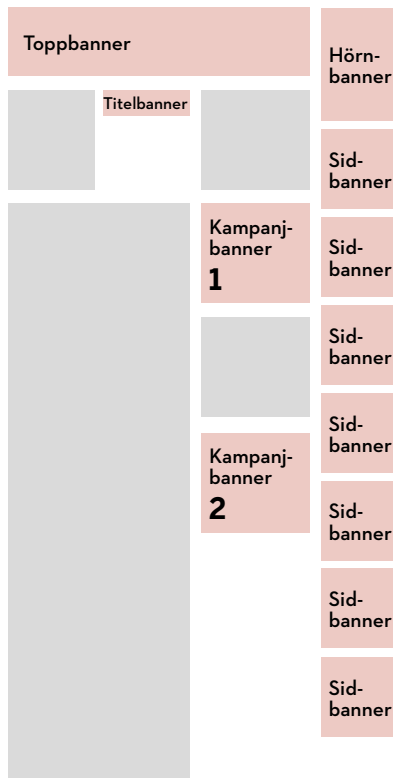 Toppbanner
Titelbanner
Kampanj-
banner
1
Kampanj-
banner
2
Hörn-
banner
Sid-
banner
Sid-
banner
Sid-
banner
Sid-
banner
Sid-
banner
Sid-
banner
Sid-
banner